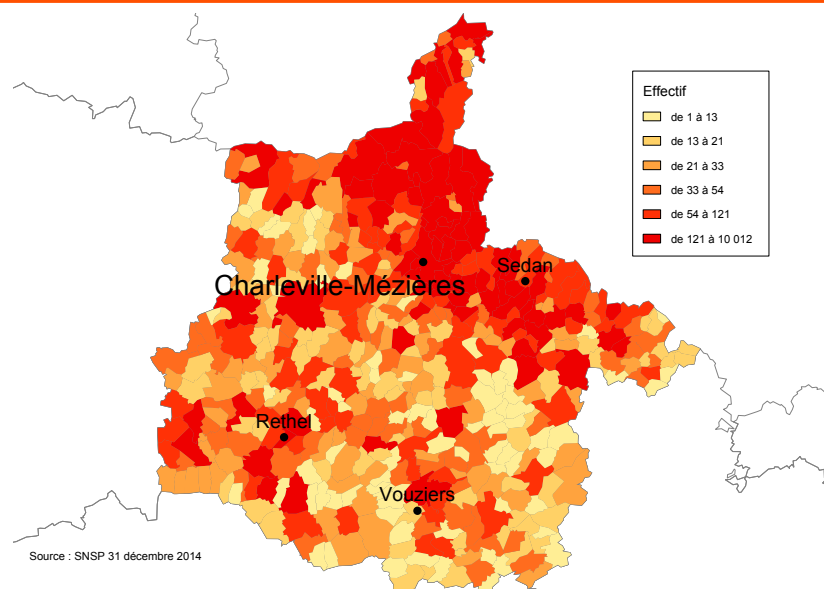 Effectif
de 1 à 13
de 13 à 21
de 21 à 33
de 33 à 54
de 54 à 121
de 121 à 10 012
Sedan
Charleville-Mézières
Rethel
Vouziers
Source : SNSP 31 décembre 2014